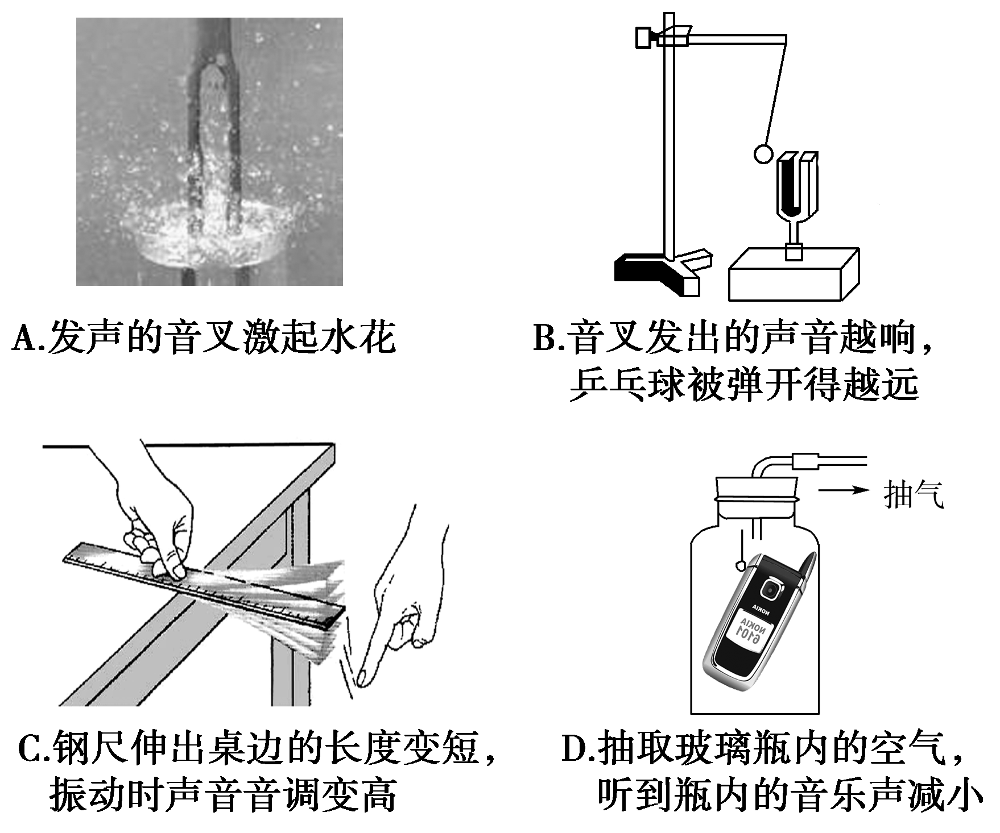 A.发声的音叉激起水花
B.音叉发出的声音越响，
乒乓球被弹开得越远
抽气
NOKIA
NOKIA
6101
C.钢尺伸出桌边的长度变短，
振动时声音音调变高
D.抽取玻璃瓶内的空气，
听到瓶内的音乐声减小